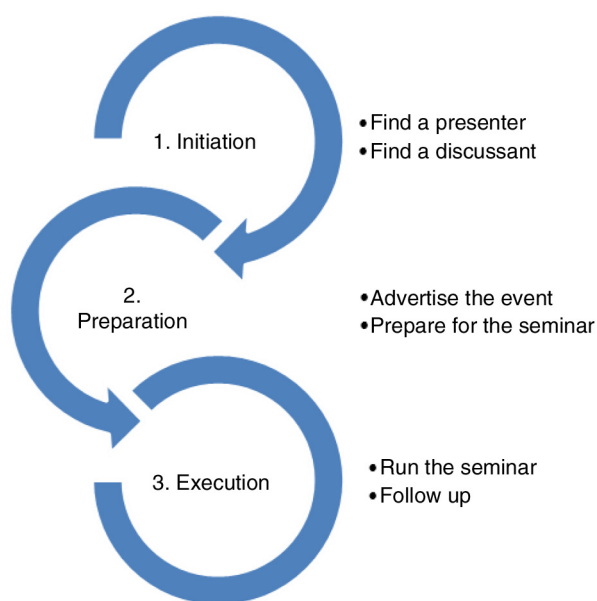 1. Initiation
•Find a presenter
•Find a discussant
2.
Preparation
•Advertise the event
•Prepare for the seminar
3. Execution
•Run the seminar
•Follow up